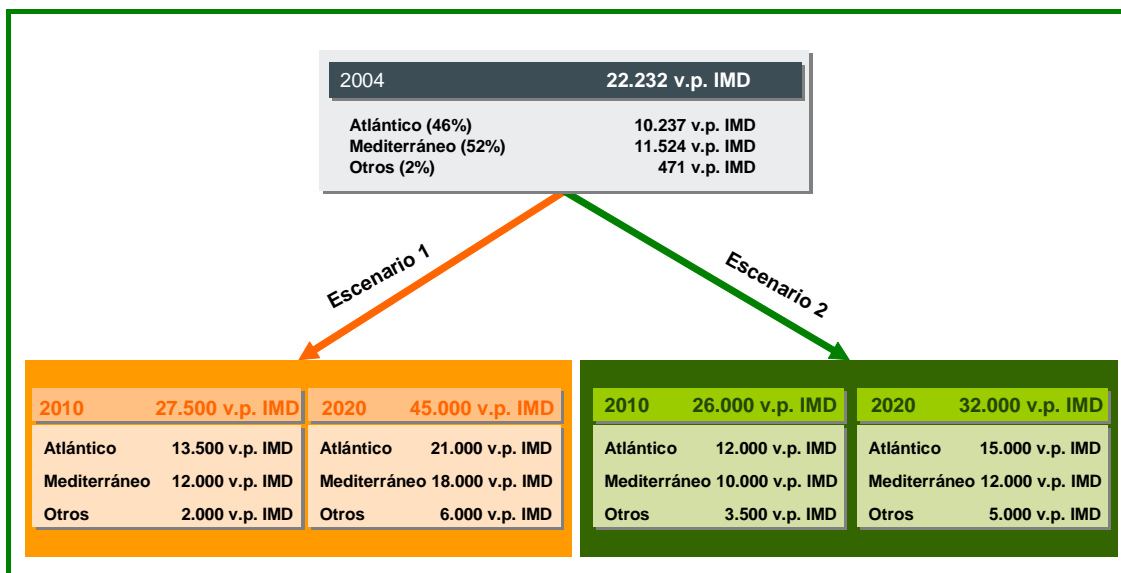 2004 22.232 v.p. IMD
Atlántico (46%) 10.237 v.p. IMD
Mediterráneo (52%) 11.524 v.p. IMD
Otros (2%) 471 v.p. IMD
Escenario 1
Escenario 2
2010 27.500 v.p. IMD
Atlántico 13.500 v.p. IMD
Mediterráneo 12.000 v.p. IMD
Otros 2.000 v.p. IMD
2020 45.000 v.p. IMD
Atlántico 21.000 v.p. IMD
Mediterráneo 18.000 v.p. IMD
Otros 6.000 v.p. IMD
2010 26.000 v.p. IMD
Atlántico 12.000 v.p. IMD
Mediterráneo 10.000 v.p. IMD
Otros 3.500 v.p. IMD
2020 32.000 v.p. IMD
Atlántico 15.000 v.p. IMD
Mediterráneo 12.000 v.p. IMD
Otros 5.000 v.p. IMD